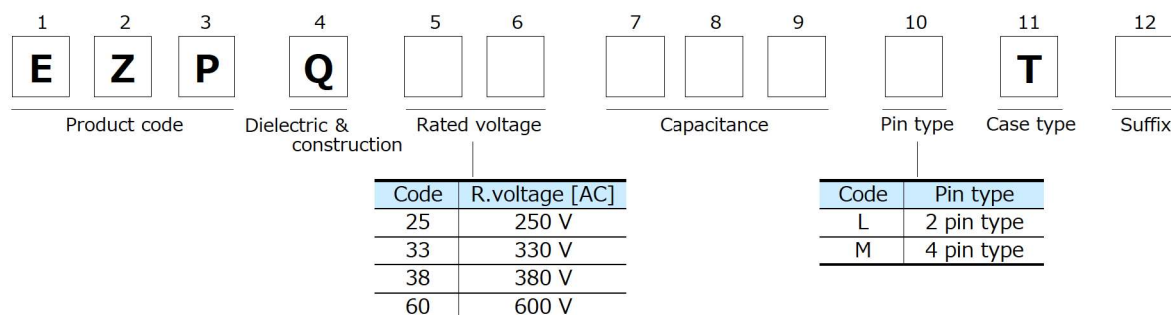 1 2 3 4 5 6 7 8 9 10 11 12
E Z P Q T
Product code Dielectric & construction Rated voltage Capacitance Pin type Case type Suffix
Code R.voltage [AC]
25 250 V
33 330 V
38 380 V
60 600 V
Code Pin type
L 2 pin type
M 4 pin type